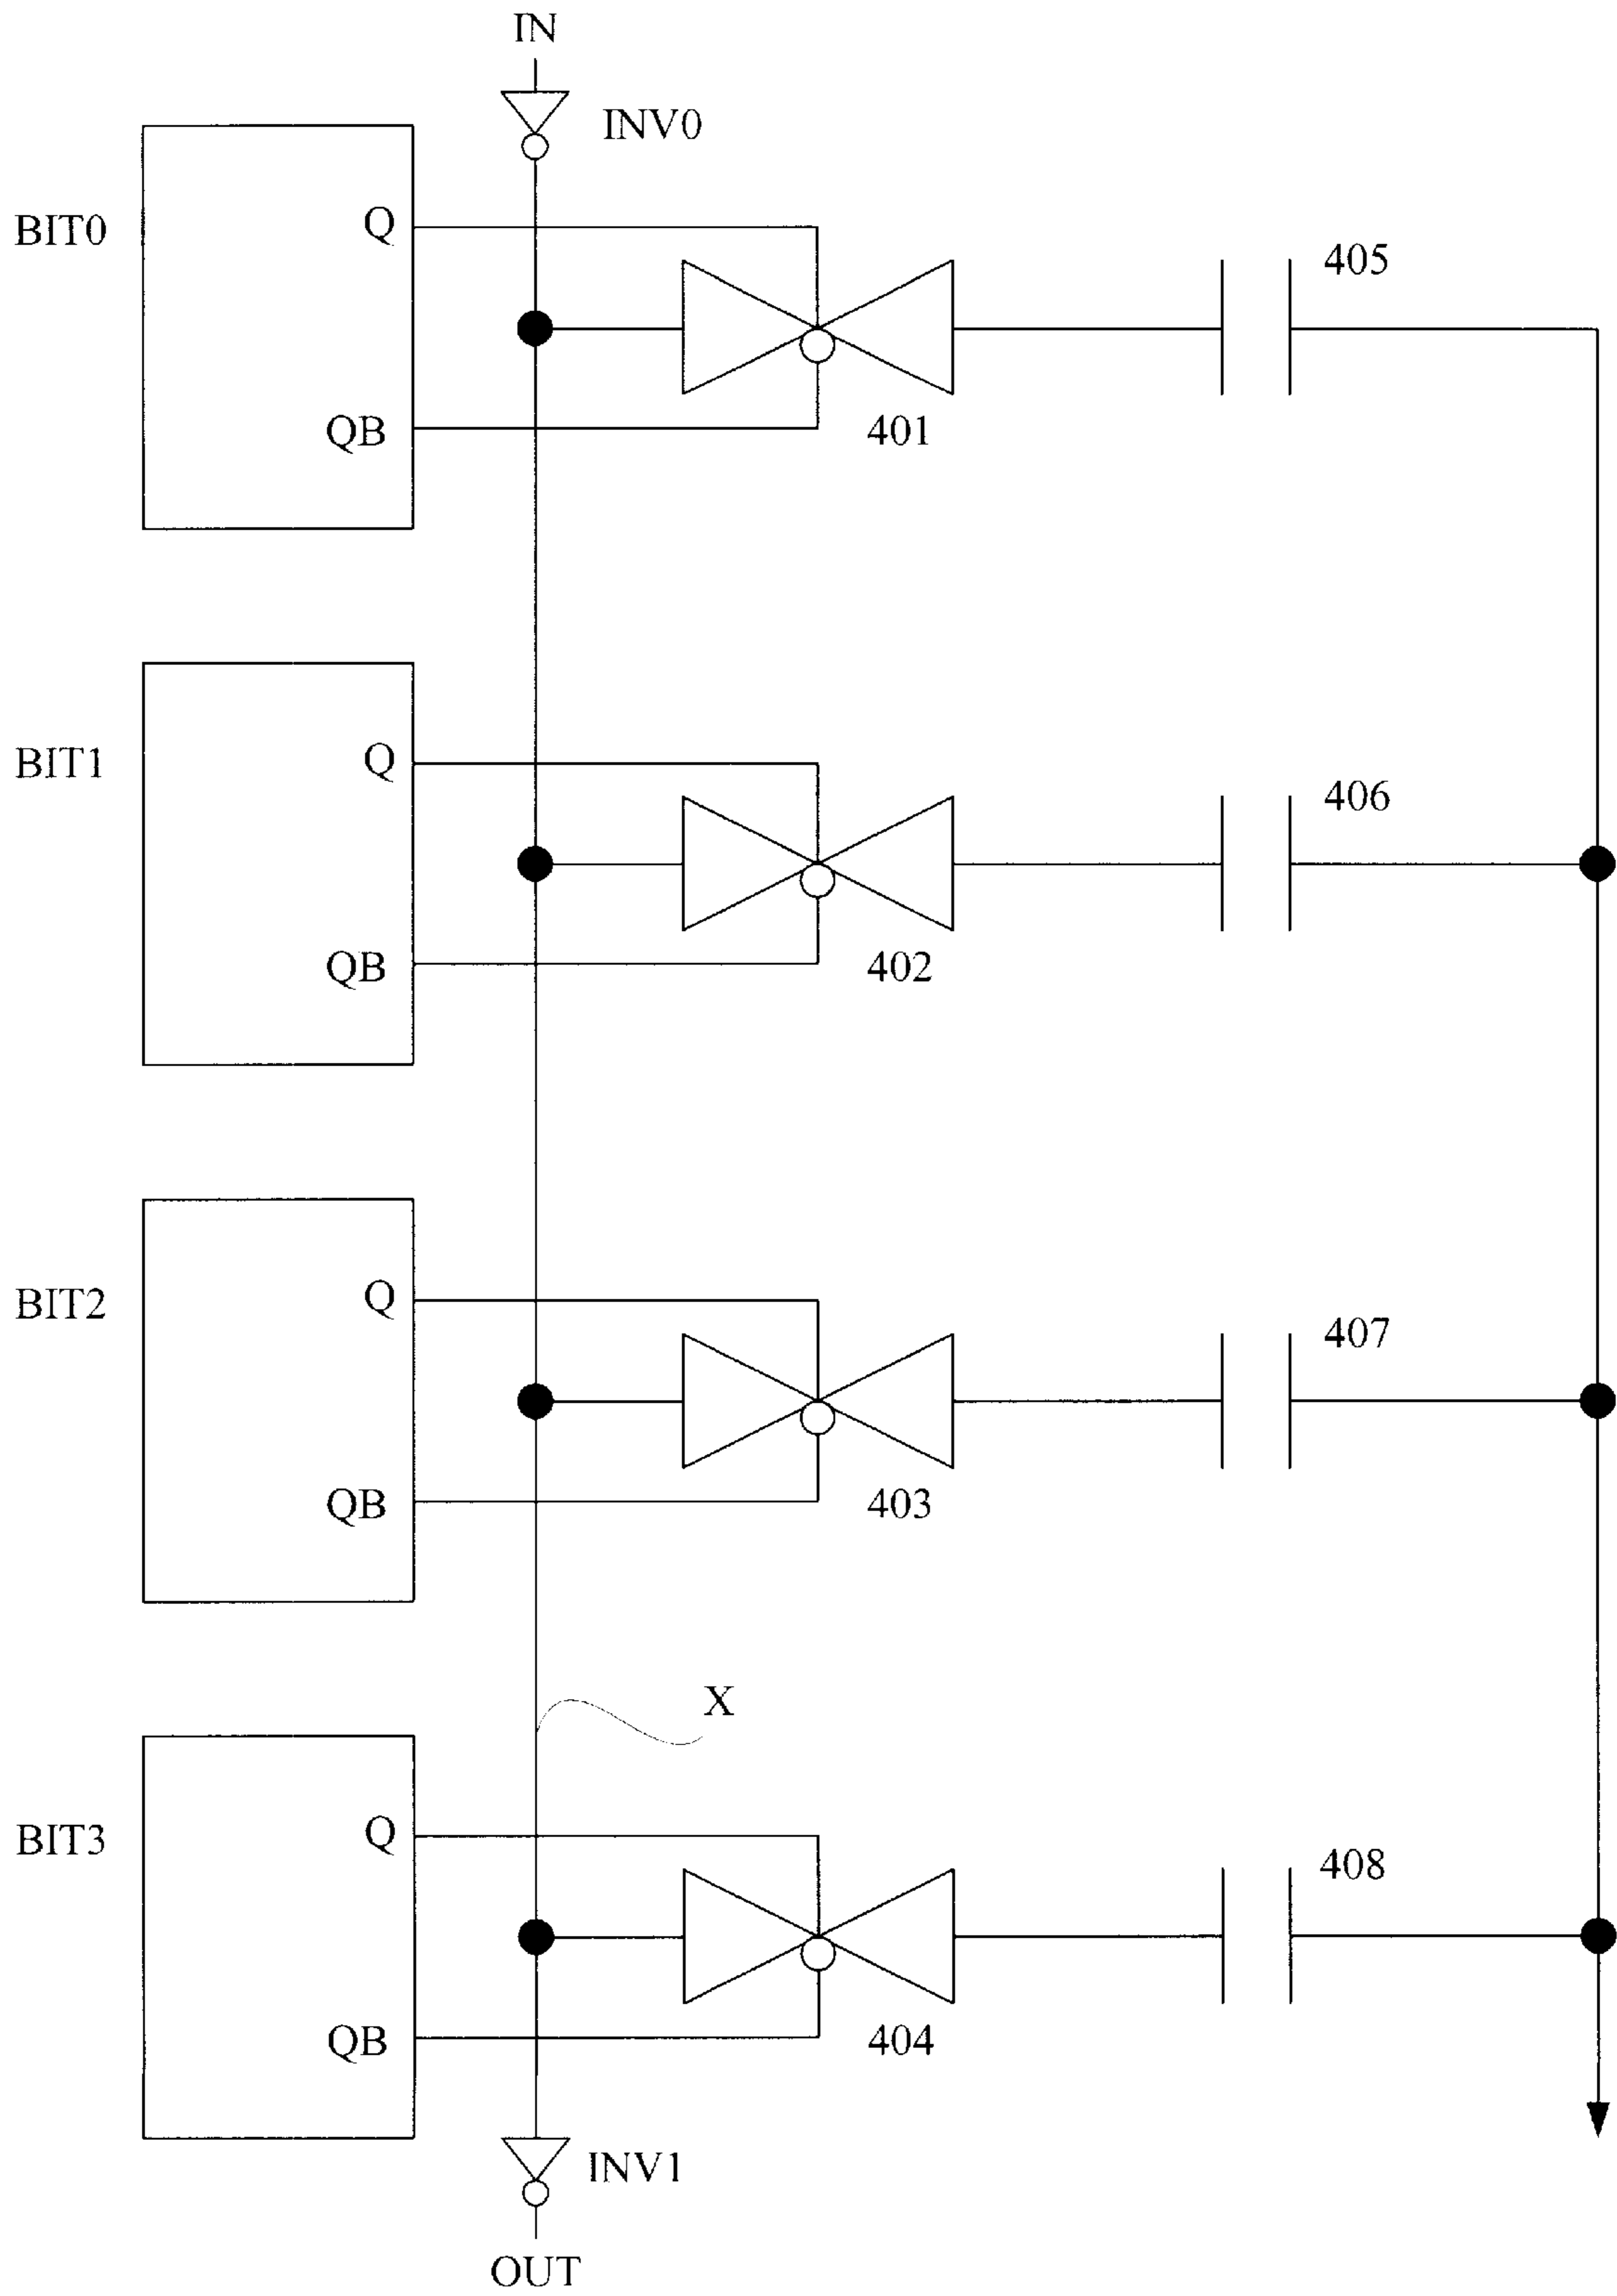 IN
INV0
BIT0
Q
405
QB
401
BIT1
Q
406
QB
402
BIT2
Q
407
QB
403
X
BIT3
Q
408
QB
404
INV1
OUT